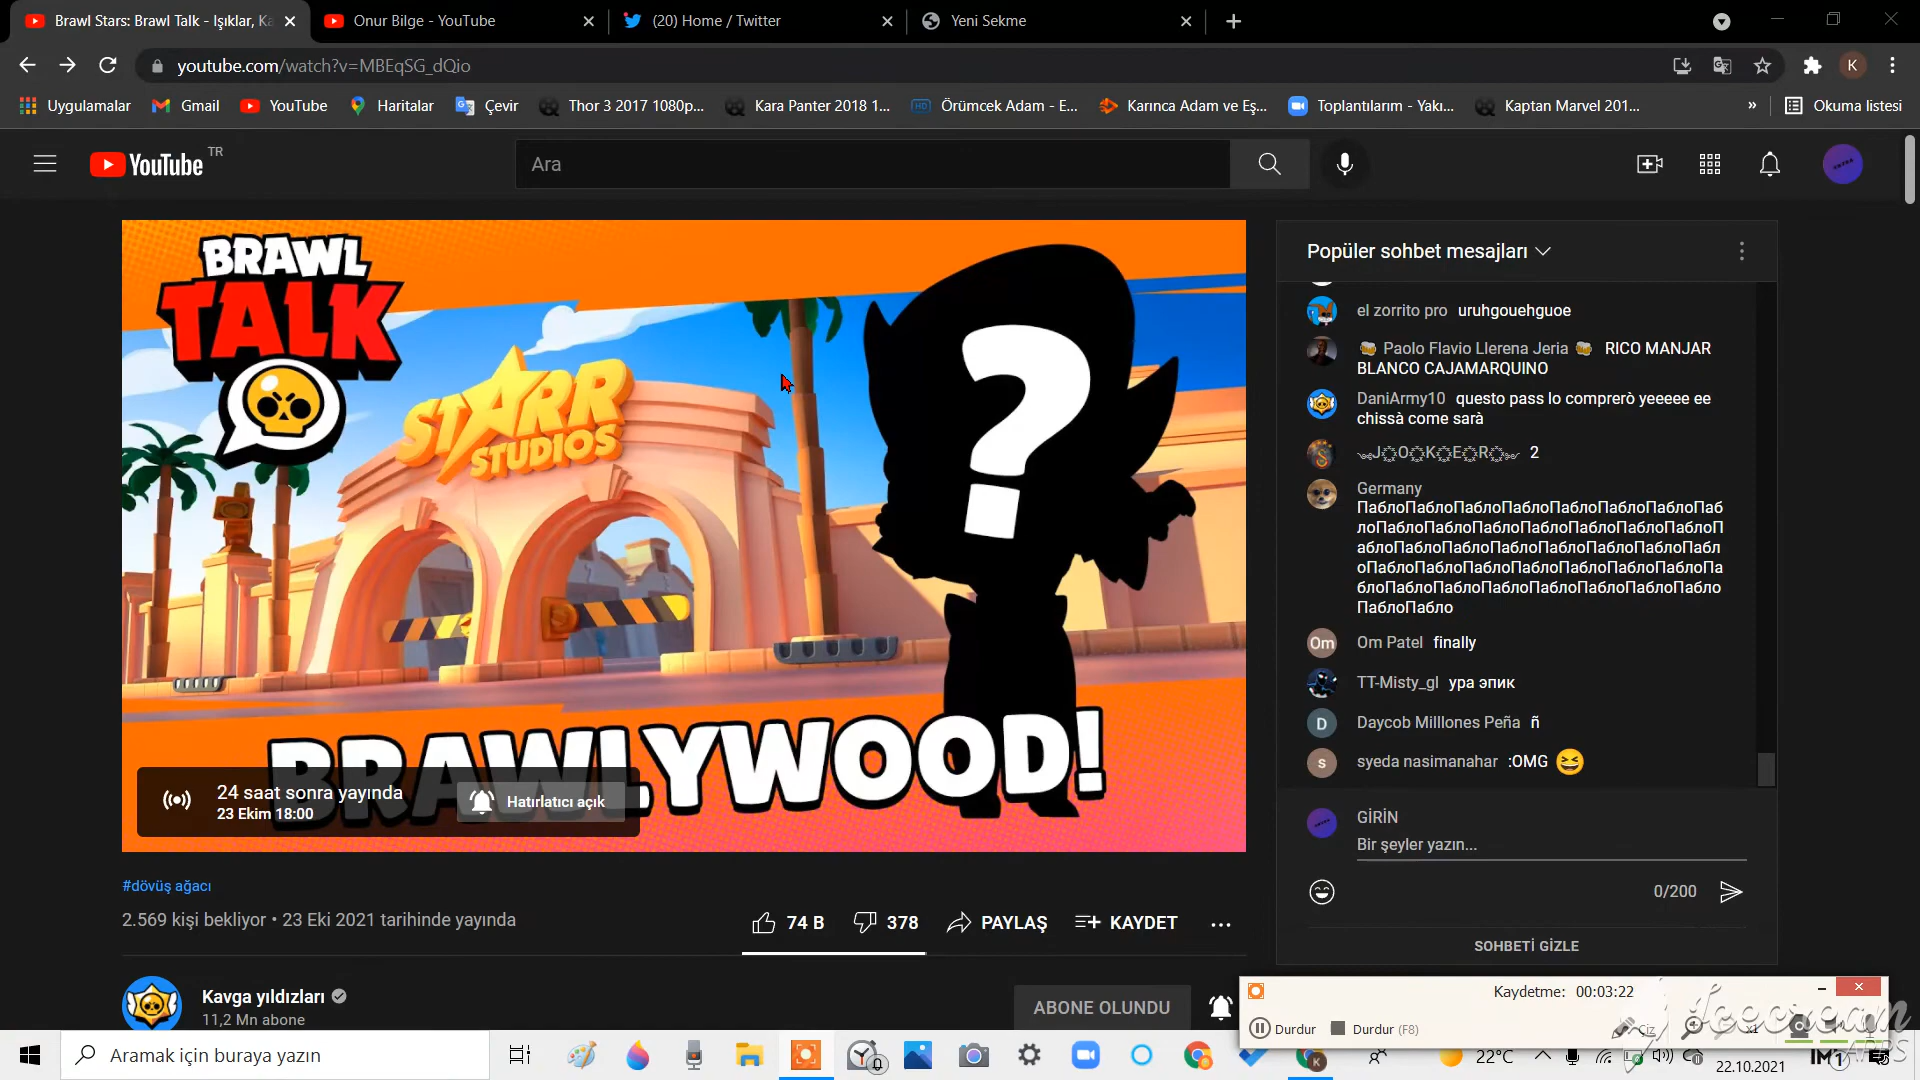 Brawl Stars: Brawl Talk - Işıklar, Ka
Onur Bilge - YouTube
(20) Home / Twitter
Yeni Sekme
youtube.com/watch?v=MBEqSG_dQio
K
Uygulamalar
Gmail
YouTube
Haritalar
Çevir
Thor 3 2017 1080p...
Kara Panter 2018 1...
Örümcek Adam - E...
Karınca Adam ve Eş...
Toplantılarım - Yakı...
Kaptan Marvel 201...
»
Okuma listesi
YouTube TR
Ara
BRAWL
TALK
STARR
STUDIOS
?
BRAWLYWOOD!
24 saat sonra yayında
23 Ekim 18:00
Hatırlatıcı açık
#dövüş ağacı
2.569 kişi bekliyor • 23 Eki 2021 tarihinde yayında
74 B
378
PAYLAŞ
KAYDET
Kavga yıldızları
11,2 Mn abone
ABONE OLUNDU
Popüler sohbet mesajları
el zorrito pro uruhgouehguoe
Paolo Flavio Llerena Jeria RICO MANJAR
BLANCO CAJAMARQUINO
DaniArmy10 questo pass lo comprerò yeeeee ee
chissà come sarà
J҉O҉K҉E҉R҉ 2
Germany
ПаблоПаблоПаблоПаблоПаблоПаблоПаблоПаб
лоПаблоПаблоПаблоПаблоПаблоПаблоПаблоП
аблоПаблоПаблоПаблоПаблоПаблоПаблоПабл
оПаблоПаблоПаблоПаблоПаблоПаблоПаблоПа
блоПаблоПаблоПаблоПаблоПаблоПаблоПабло
ПаблоПабло
Om Om Patel finally
TT-Misty_gl ура эпик
D Daycob Milllones Peña ñ
s syeda nasimanahar :OMG 😆
GİRİN
Bir şeyler yazın...
0/200
SOHBETİ GİZLE
Kaydetme: 00:03:22
Durdur
Durdur (F8)
Çiz
x1
Icecream
APPS
Aramak için buraya yazın
22°C
22.10.2021